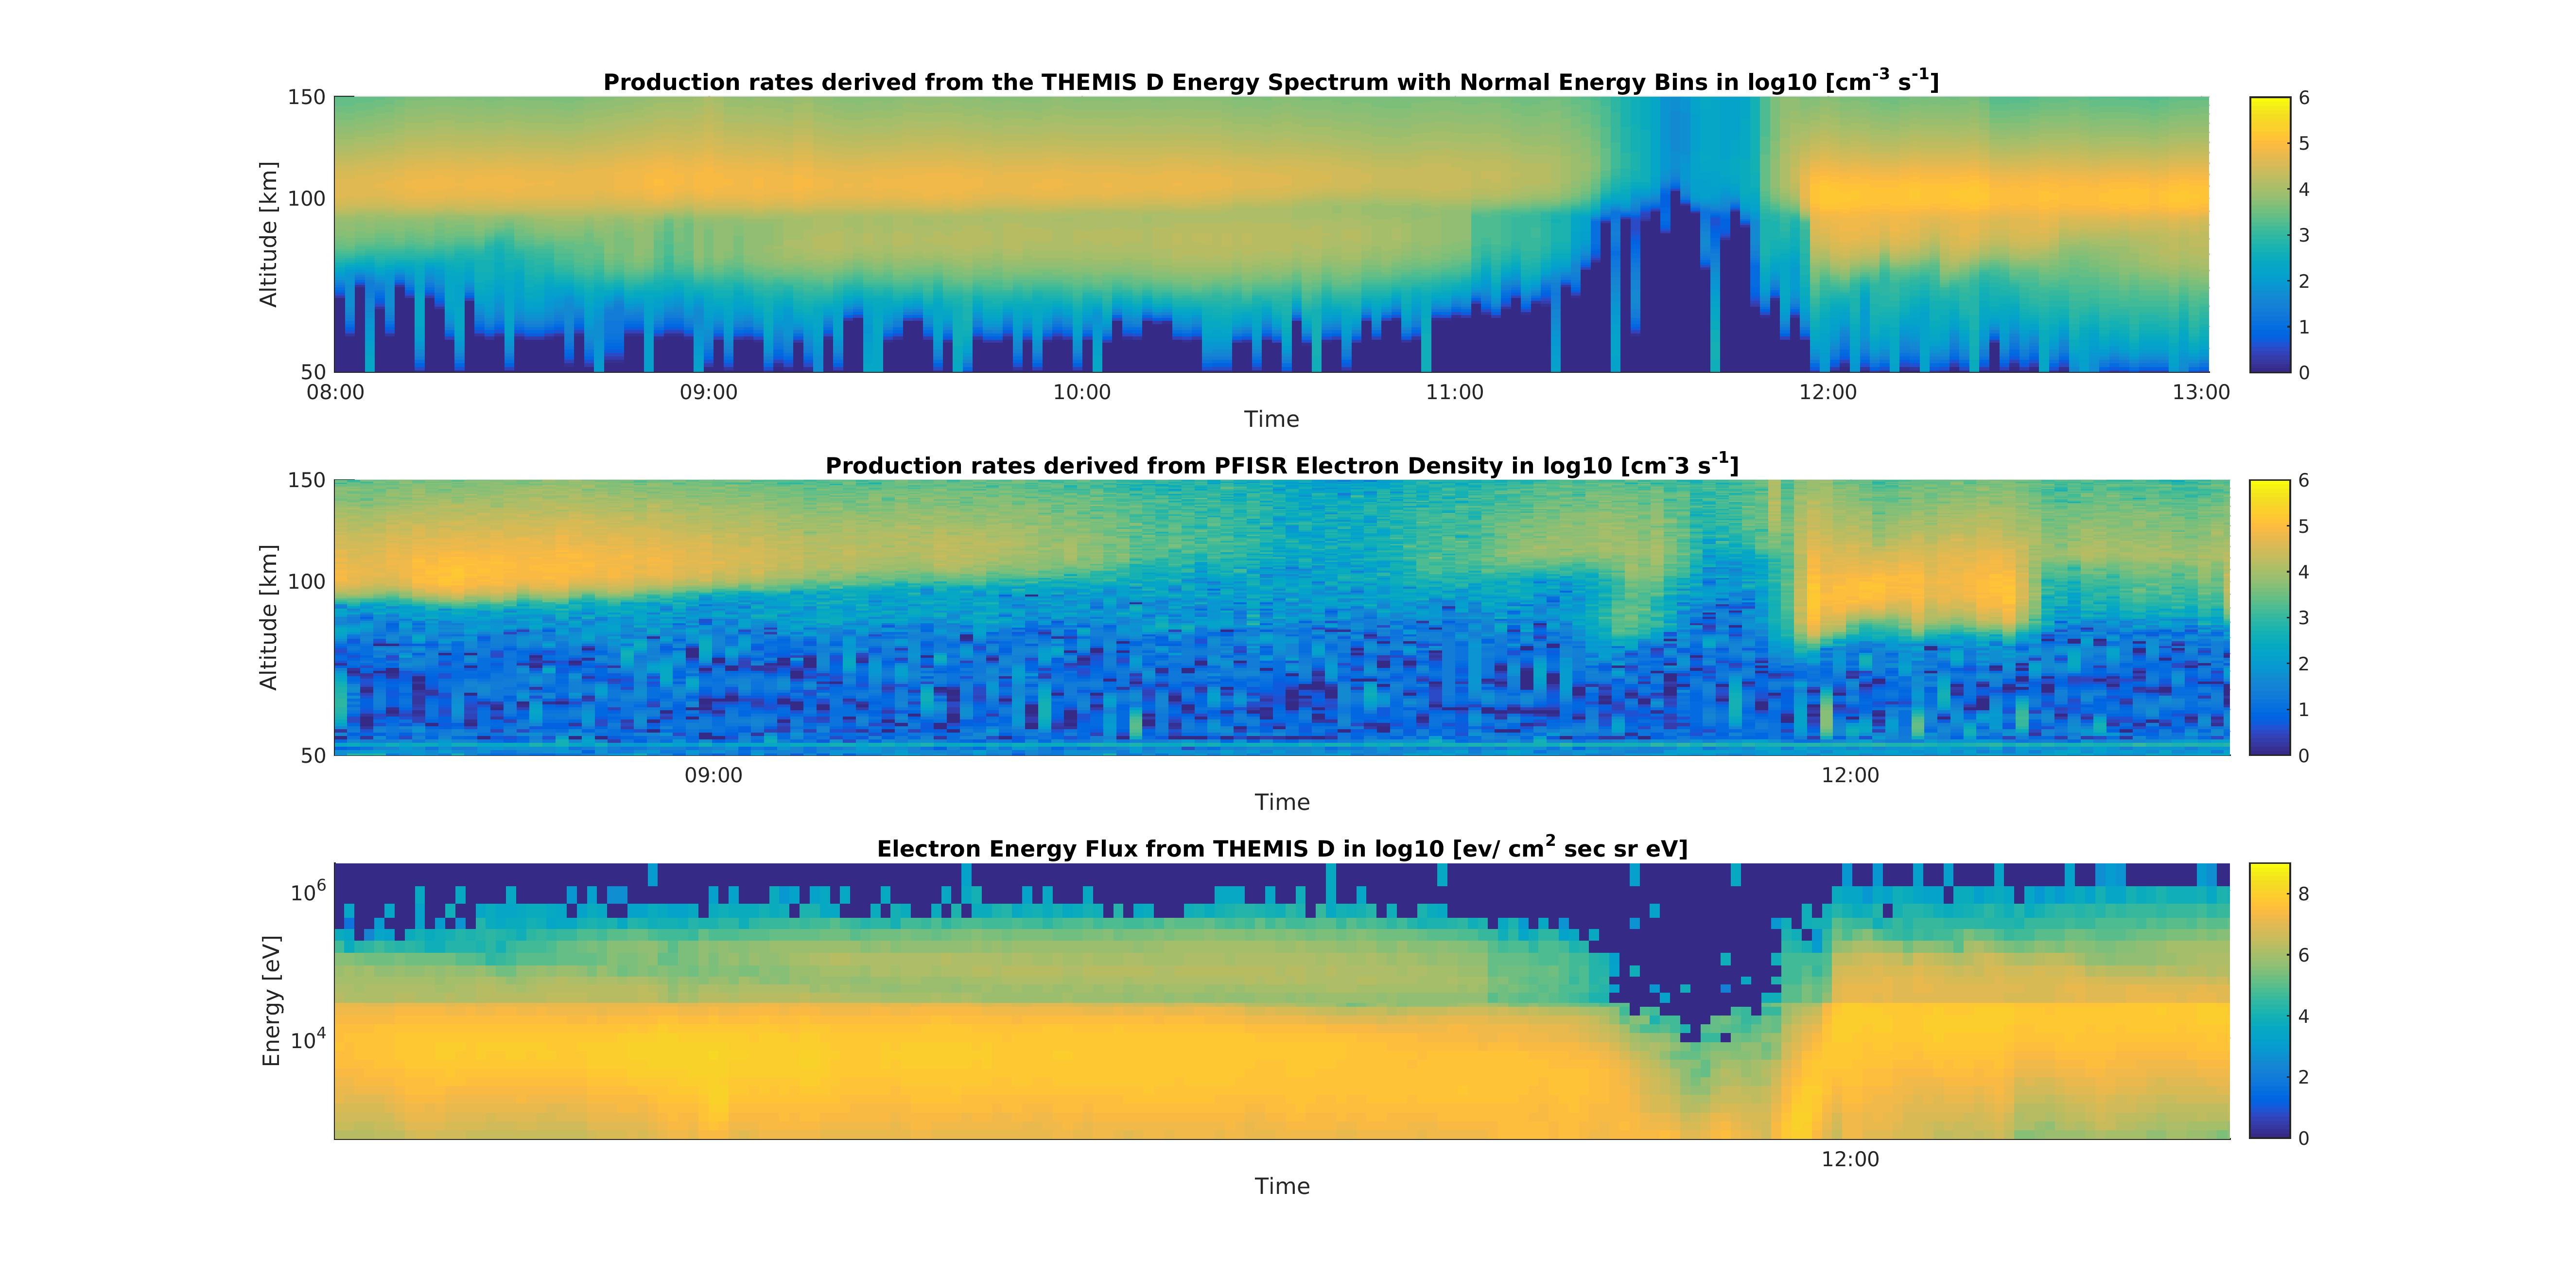 Production rates derived from the THEMIS D Energy Spectrum with Normal Energy Bins in log10 [cm-3 s-1]
150
100
50
Altitude [km]
08:00 09:00 10:00 11:00 12:00 13:00
Time
6
5
4
3
2
1
0
Production rates derived from PFISR Electron Density in log10 [cm-3 s-1]
150
100
50
Altitude [km]
09:00 12:00
Time
6
5
4
3
2
1
0
Electron Energy Flux from THEMIS D in log10 [ev/ cm2 sec sr eV]
106
104
Energy [eV]
12:00
Time
8
6
4
2
0